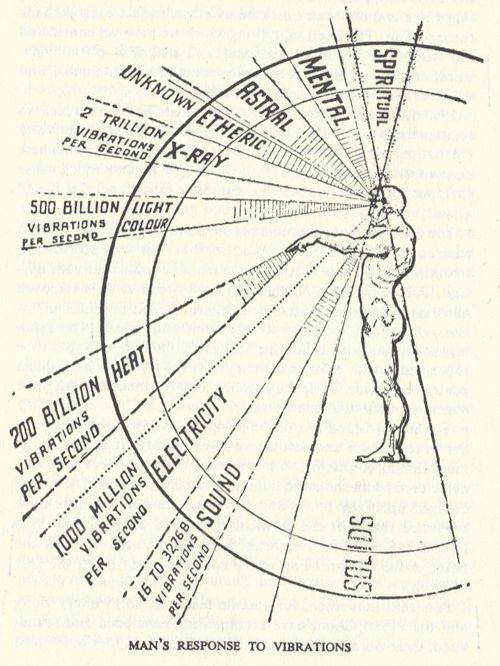 SPIRITUAL
MENTAL
ASTRAL
UNKNOWN ETHERIC
2 TRILLION
VIBRATIONS
PER SECOND
X-RAY
500 BILLION
VIBRATIONS
PER SECOND
LIGHT
COLOUR
HEAT
200 BILLION
VIBRATIONS
PER SECOND
ELECTRICITY
1000 MILLION
VIBRATIONS
PER SECOND
SOUND
16 TO 32768
VIBRATIONS
PER SECOND
SOLIDS
MAN'S RESPONSE TO VIBRATIONS